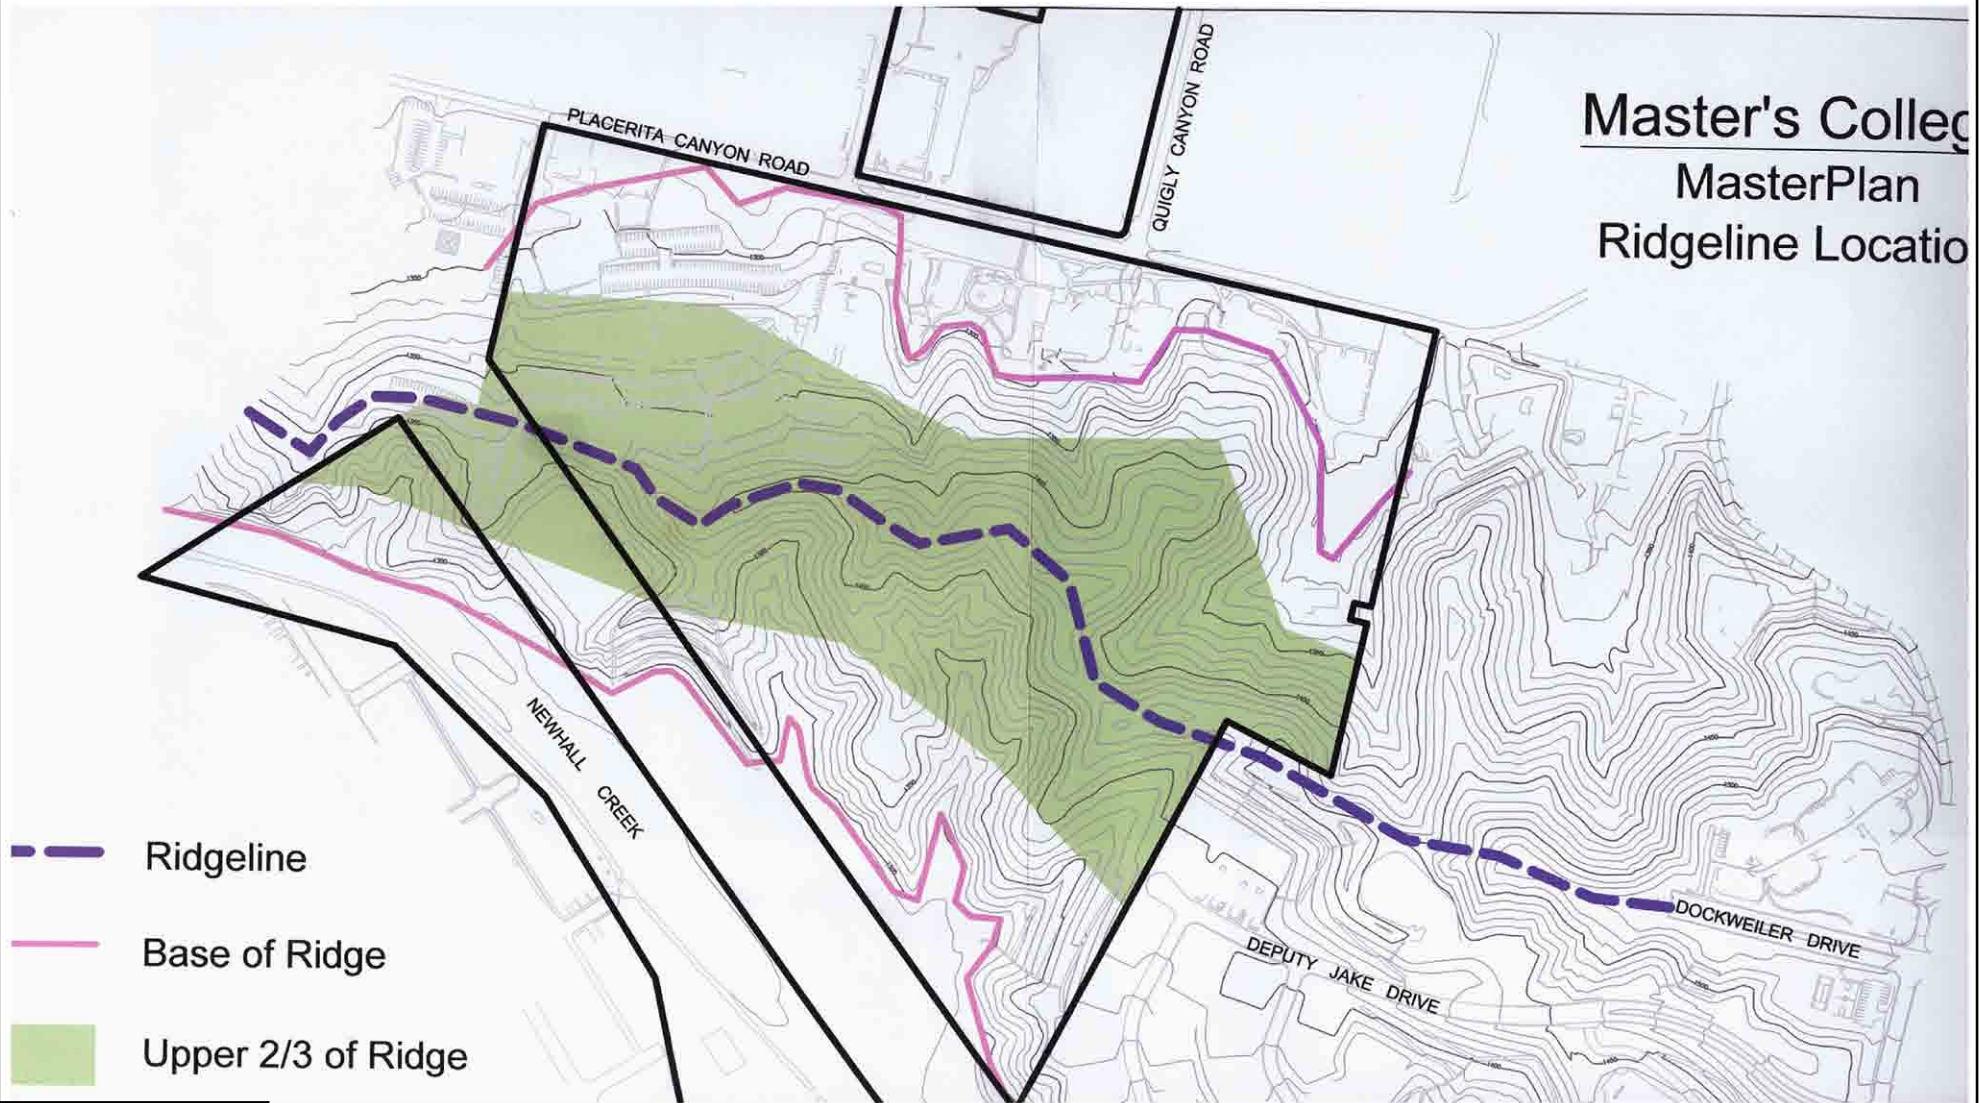 PLACERITA CANYON ROAD
QUIGLY CANYON ROAD
Master's Colleg
MasterPlan
Ridgeline Locatio
NEWHALL CREEK
Ridgeline
Base of Ridge
Upper 2/3 of Ridge
DOCKWEILER DRIVE
DEPUTY JAKE DRIVE